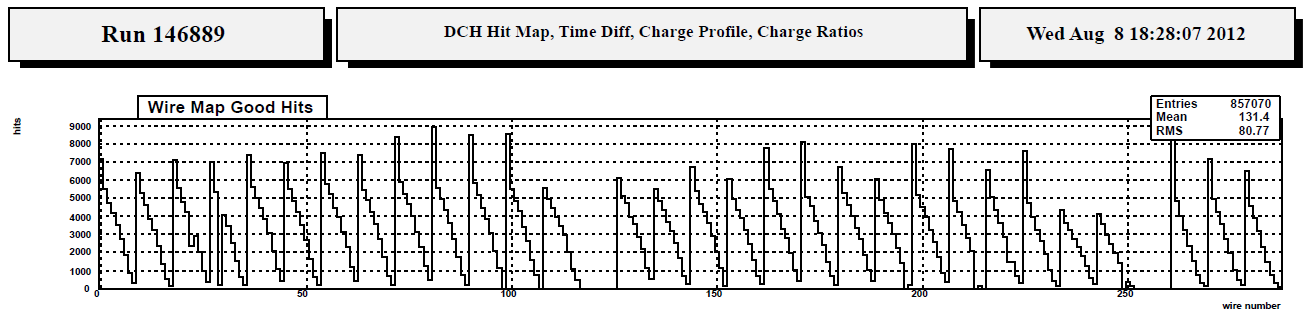 Run 146889
DCH Hit Map, Time Diff, Charge Profile, Charge Ratios
Wed Aug 8 18:28:07 2012
Wire Map Good Hits
hits
Entries 857070
Mean 131.4
RMS 80.77
9000
8000
7000
6000
5000
4000
3000
2000
1000
0
0 50 100 150 200 250
wire number